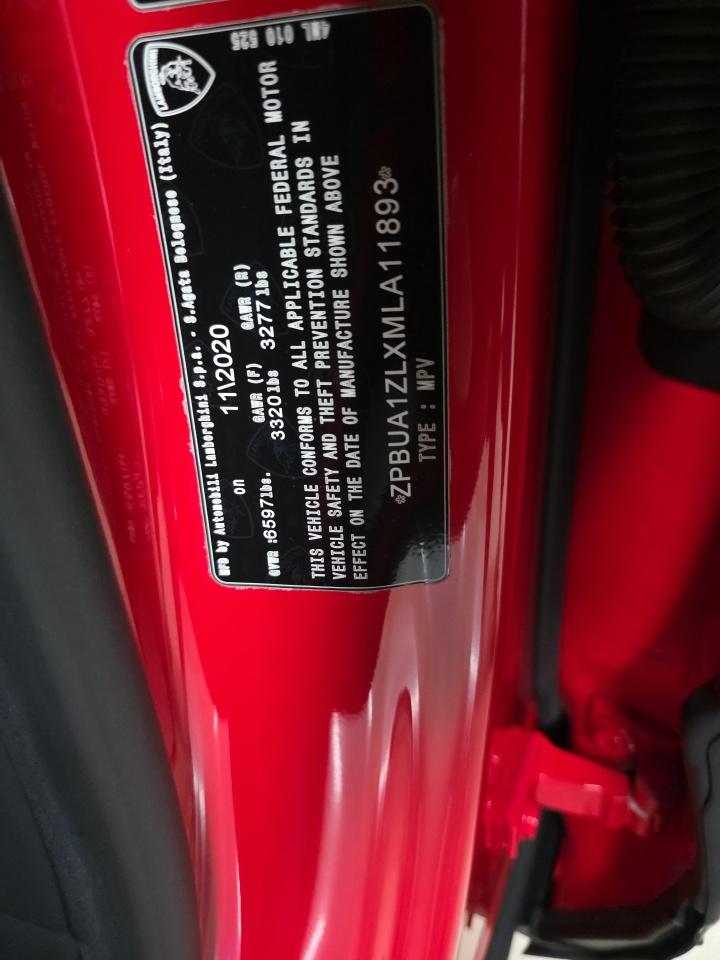 LAMBORGHINI
4ML 010 525
MFD by Automobili Lamborghini S.p.a. - S.Agata Bolognese (Italy)
on 11\2020
GAWR (F) GAWR (R)
GVWR :6597lbs. 3320lbs 3277lbs
THIS VEHICLE CONFORMS TO ALL APPLICABLE FEDERAL MOTOR
VEHICLE SAFETY AND THEFT PREVENTION STANDARDS IN
EFFECT ON THE DATE OF MANUFACTURE SHOWN ABOVE
*ZPBUA1ZLXMLA11893*
TYPE : MPV